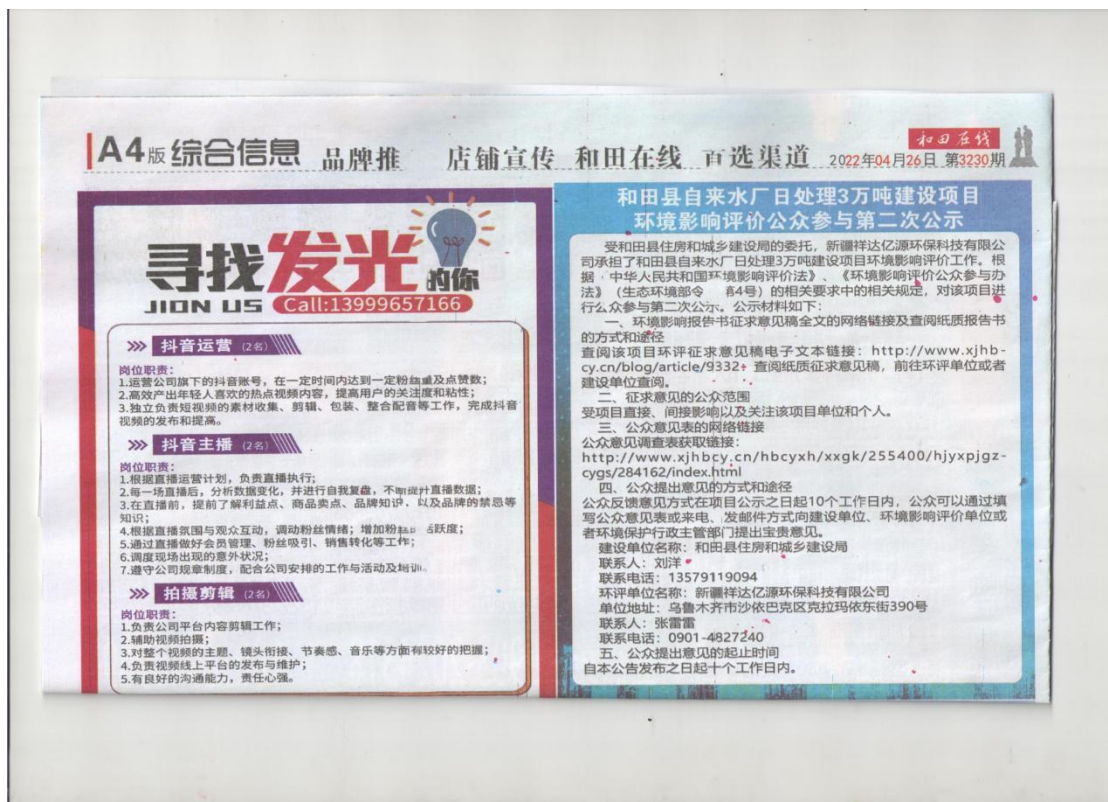 A4版 综合信息 品牌推 店铺宣传 和田在线 首选渠道 2022年04月26日 第3230期
和田在线
寻找发光的你
JION US Call:13999657166
抖音运营 (2名)
岗位职责：
1.运营公司旗下的抖音账号，在一定时间内达到一定粉丝量及点赞数；
2.高效产出年轻人喜欢的热点视频内容，提高用户的关注度和粘性；
3.独立负责短视频的素材收集、剪辑、包装、整合配音等工作，完成抖音
视频的发布和提高。
抖音主播 (2名)
岗位职责：
1.根据直播运营计划，负责直播执行；
2.每一场直播后，分析数据变化，并进行自我复盘，不断提升直播数据；
3.在直播前，提前了解利益点、商品卖点、品牌知识，以及品牌的禁忌等
知识；
4.根据直播氛围与观众互动，调动粉丝情绪；增加粉丝 活跃度；
5.通过直播做好会员管理、粉丝吸引、销售转化等工作；
6.调度现场出现的意外状况；
7.遵守公司规章制度，配合公司安排的工作与活动及培训。
拍摄剪辑 (2名)
岗位职责：
1.负责公司平台内容剪辑工作；
2.辅助视频拍摄；
3.对整个视频的主题、镜头衔接、节奏感、音乐等方面有较好的把握；
4.负责视频线上平台的发布与维护；
5.有良好的沟通能力，责任心强。
和田县自来水厂日处理3万吨建设项目
环境影响评价公众参与第二次公示
受和田县住房和城乡建设局的委托，新疆祥达亿源环保科技有限公
司承担了和田县自来水厂日处理3万吨建设项目环境影响评价工作。根
据 中华人民共和国环境影响评价法》、《环境影响评价公众参与办
法》（生态环境部令 第4号）的相关要求中的相关规定，对该项目进
行公众参与第二次公示。公示材料如下：
一、环境影响报告书征求意见稿全文的网络链接及查阅纸质报告书
的方式和途径
查阅该项目环评征求意见稿电子文本链接：http://www.xjhb-
cy.cn/blog/article/9332；查阅纸质征求意见稿，前往环评单位或者
建设单位查阅。
二、征求意见的公众范围
受项目直接、间接影响以及关注该项目单位和个人。
三、公众意见表的网络链接
公众意见调查表获取链接：
http://www.xjhbcy.cn/hbcyxh/xxgk/255400/hjyxpjgz-
cygs/284162/index.html
四、公众提出意见的方式和途径
公众反馈意见方式在项目公示之日起10个工作日内，公众可以通过填
写公众意见表或来电、发邮件方式向建设单位、环境影响评价单位或
者环境保护行政主管部门提出宝贵意见。
建设单位名称：和田县住房和城乡建设局
联系人：刘洋
联系电话：13579119094
环评单位名称：新疆祥达亿源环保科技有限公司
单位地址：乌鲁木齐市沙依巴克区克拉玛依东街390号
联系人：张雷雷
联系电话：0901-4827240
五、公众提出意见的起止时间
自本公告发布之日起十个工作日内。